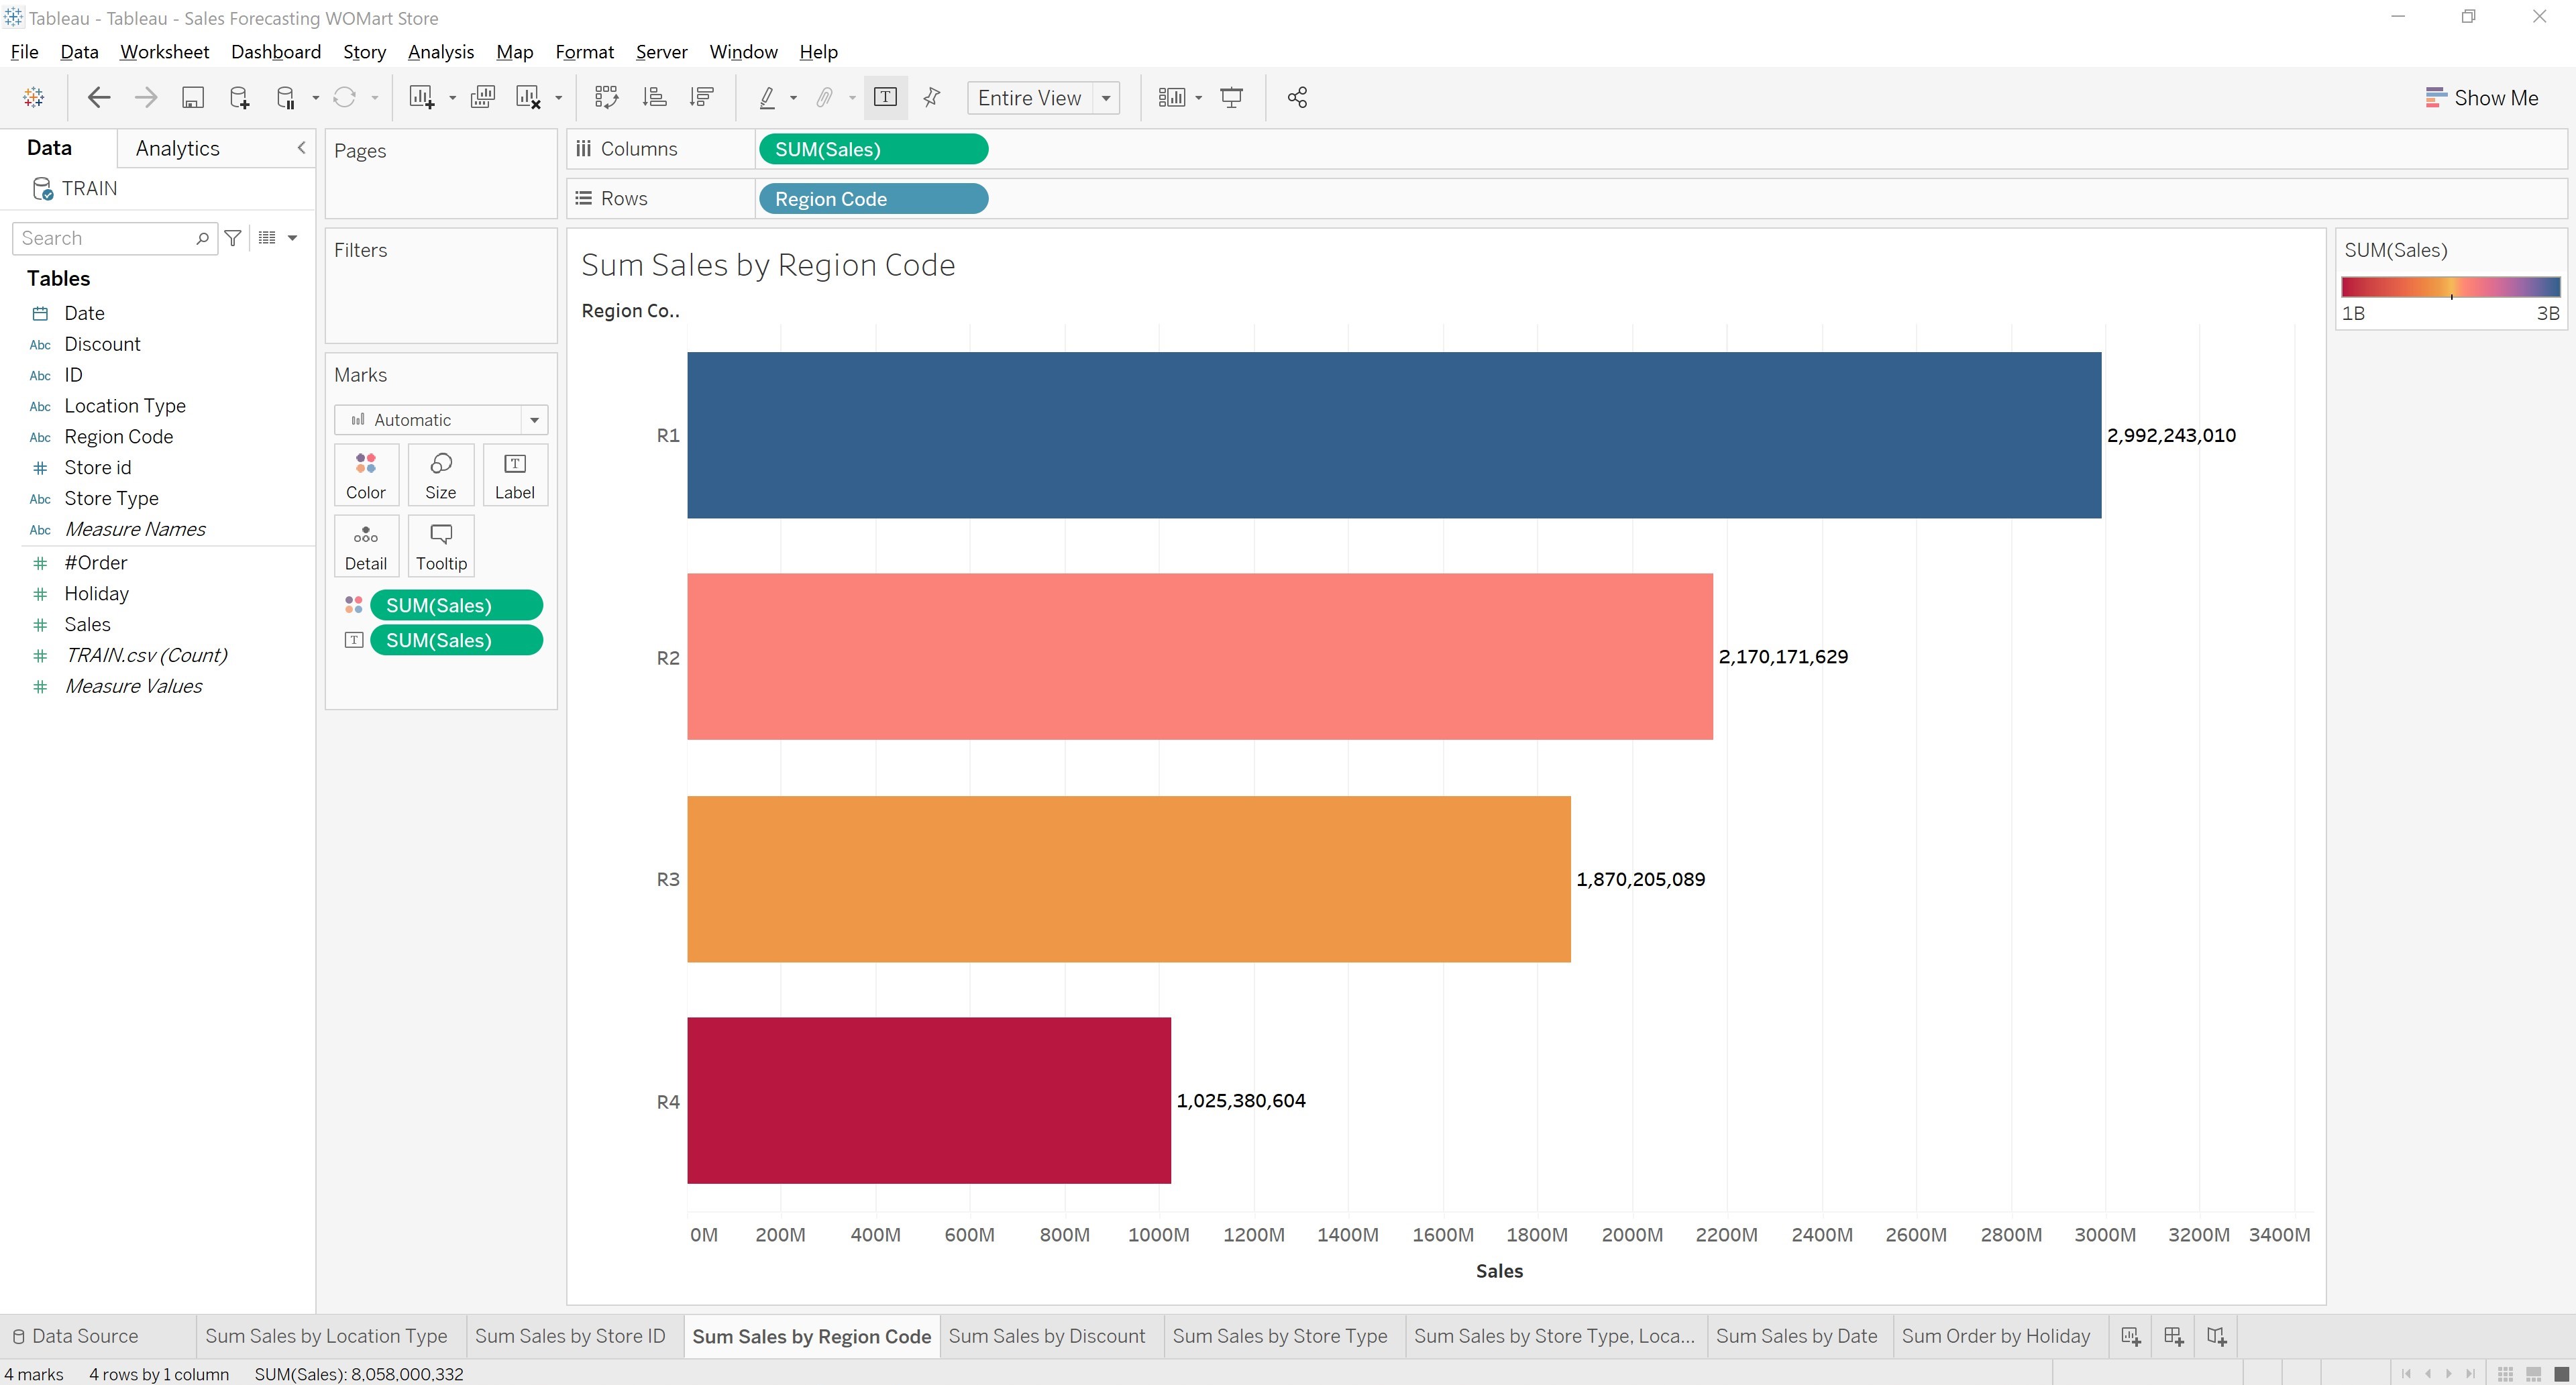 Tableau - Tableau - Sales Forecasting WOMart Store
File Data Worksheet Dashboard Story Analysis Map Format Server Window Help
Entire View
Show Me
Data Analytics
TRAIN
Search
Tables
Date
Abc Discount
Abc ID
Abc Location Type
Abc Region Code
# Store id
Abc Store Type
Abc Measure Names
# #Order
# Holiday
# Sales
# TRAIN.csv (Count)
# Measure Values
Pages
Filters
Marks
Automatic
Color Size Label
Detail Tooltip
SUM(Sales)
SUM(Sales)
Columns SUM(Sales)
Rows Region Code
Sum Sales by Region Code
Region Co..
R1 2,992,243,010
R2 2,170,171,629
R3 1,870,205,089
R4 1,025,380,604
0M 200M 400M 600M 800M 1000M 1200M 1400M 1600M 1800M 2000M 2200M 2400M 2600M 2800M 3000M 3200M 3400M
Sales
SUM(Sales)
1B 3B
Data Source Sum Sales by Location Type Sum Sales by Store ID Sum Sales by Region Code Sum Sales by Discount Sum Sales by Store Type Sum Sales by Store Type, Loca... Sum Sales by Date Sum Order by Holiday
4 marks 4 rows by 1 column SUM(Sales): 8,058,000,332